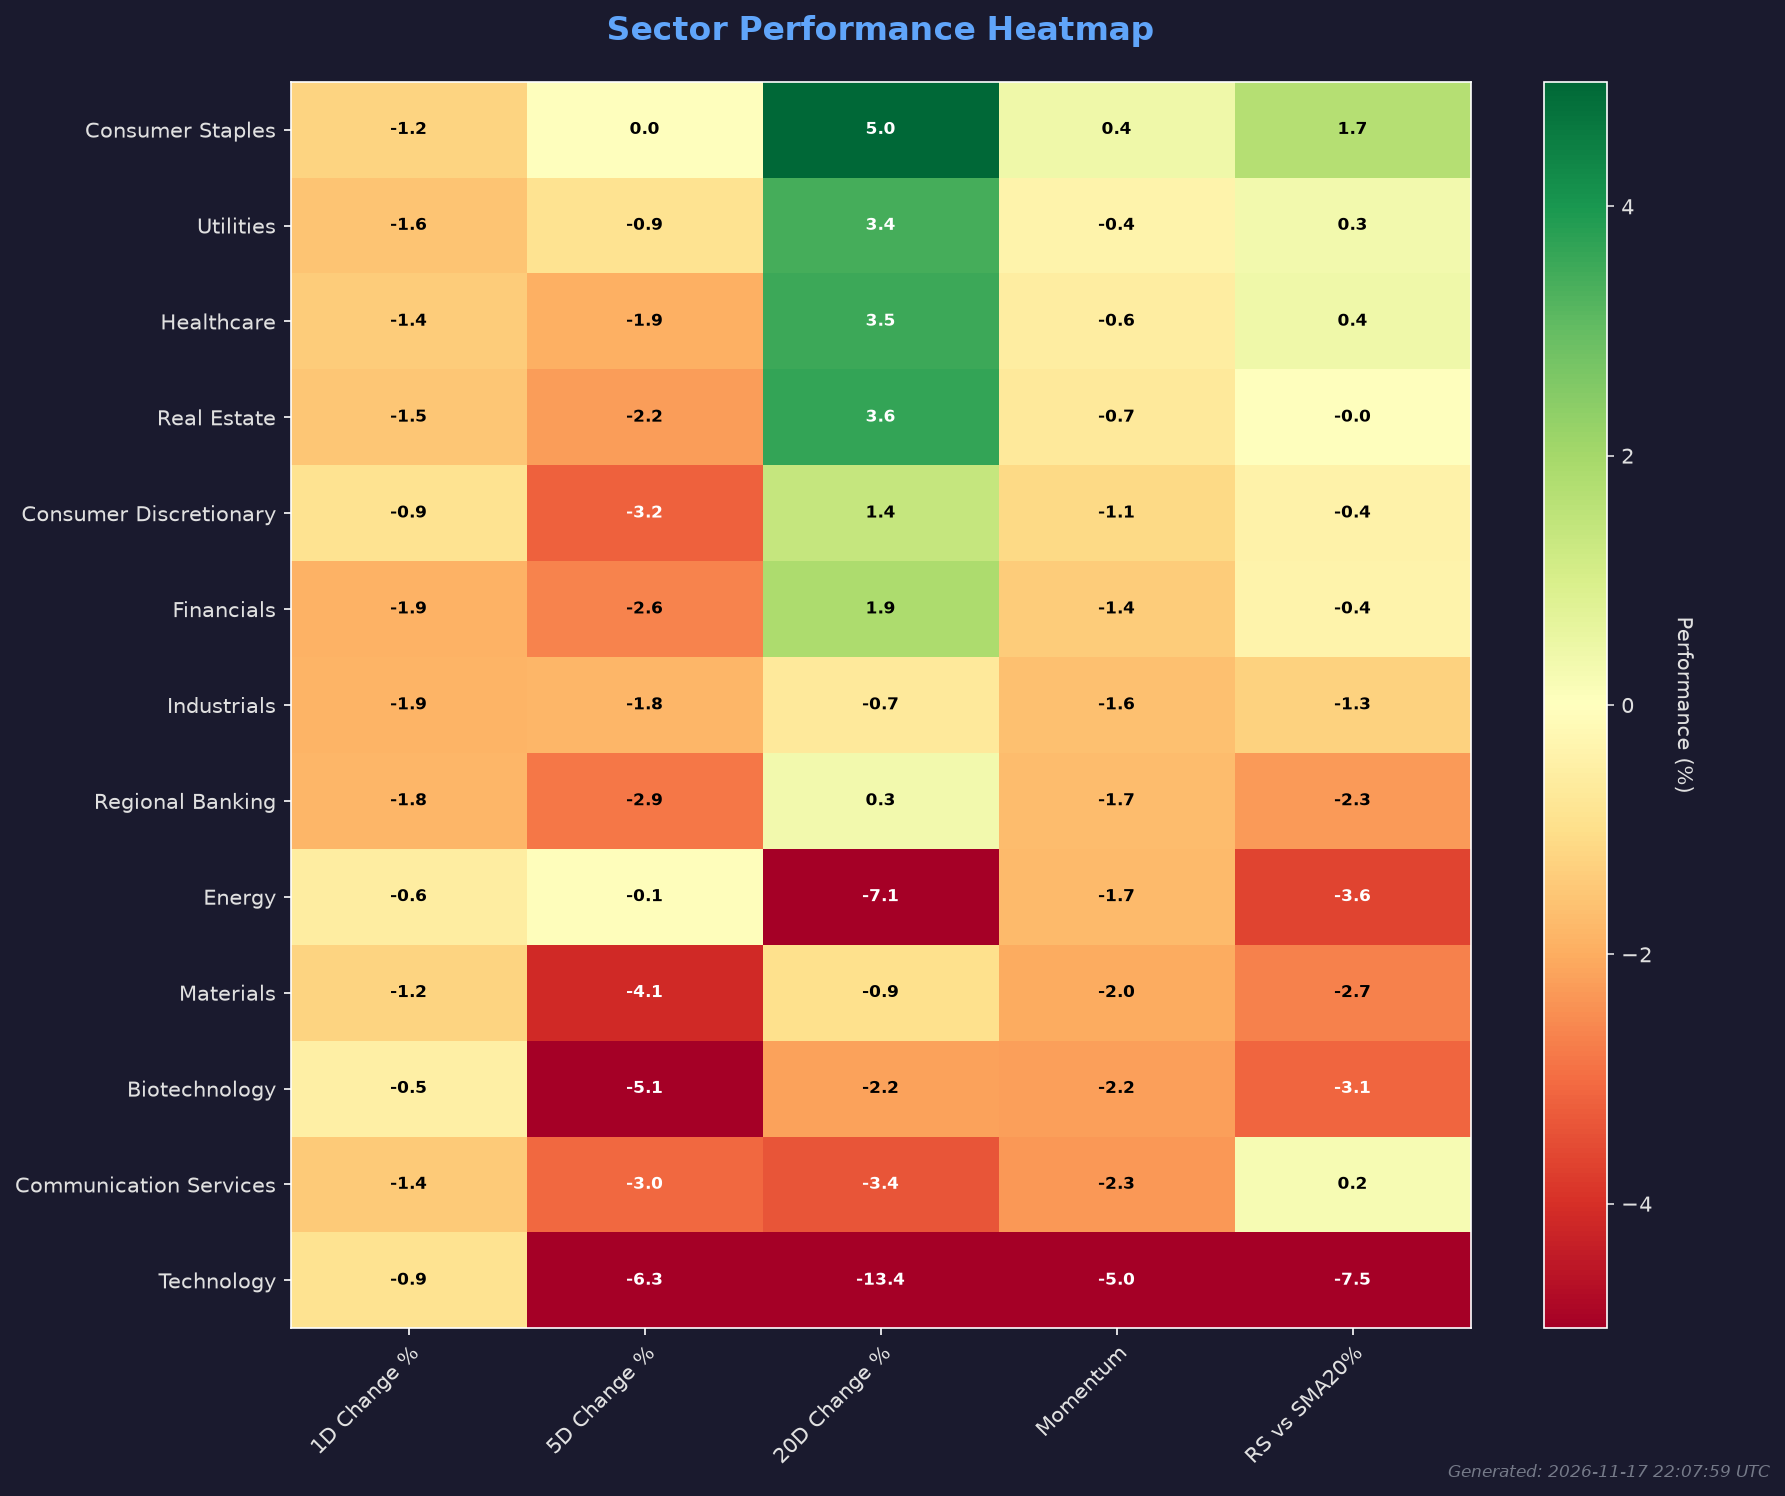 Sector Performance Heatmap
Consumer Staples -1.2 0.0 5.0 0.4 1.7
Utilities -1.6 -0.9 3.4 -0.4 0.3
Healthcare -1.4 -1.9 3.5 -0.6 0.4
Real Estate -1.5 -2.2 3.6 -0.7 -0.0
Consumer Discretionary -0.9 -3.2 1.4 -1.1 -0.4
Financials -1.9 -2.6 1.9 -1.4 -0.4
Industrials -1.9 -1.8 -0.7 -1.6 -1.3
Regional Banking -1.8 -2.9 0.3 -1.7 -2.3
Energy -0.6 -0.1 -7.1 -1.7 -3.6
Materials -1.2 -4.1 -0.9 -2.0 -2.7
Biotechnology -0.5 -5.1 -2.2 -2.2 -3.1
Communication Services -1.4 -3.0 -3.4 -2.3 0.2
Technology -0.9 -6.3 -13.4 -5.0 -7.5
1D Change % 5D Change % 20D Change % Momentum RS vs SMA20%
4
2
0
−2
−4
Performance (%)
Generated: 2026-11-17 22:07:59 UTC